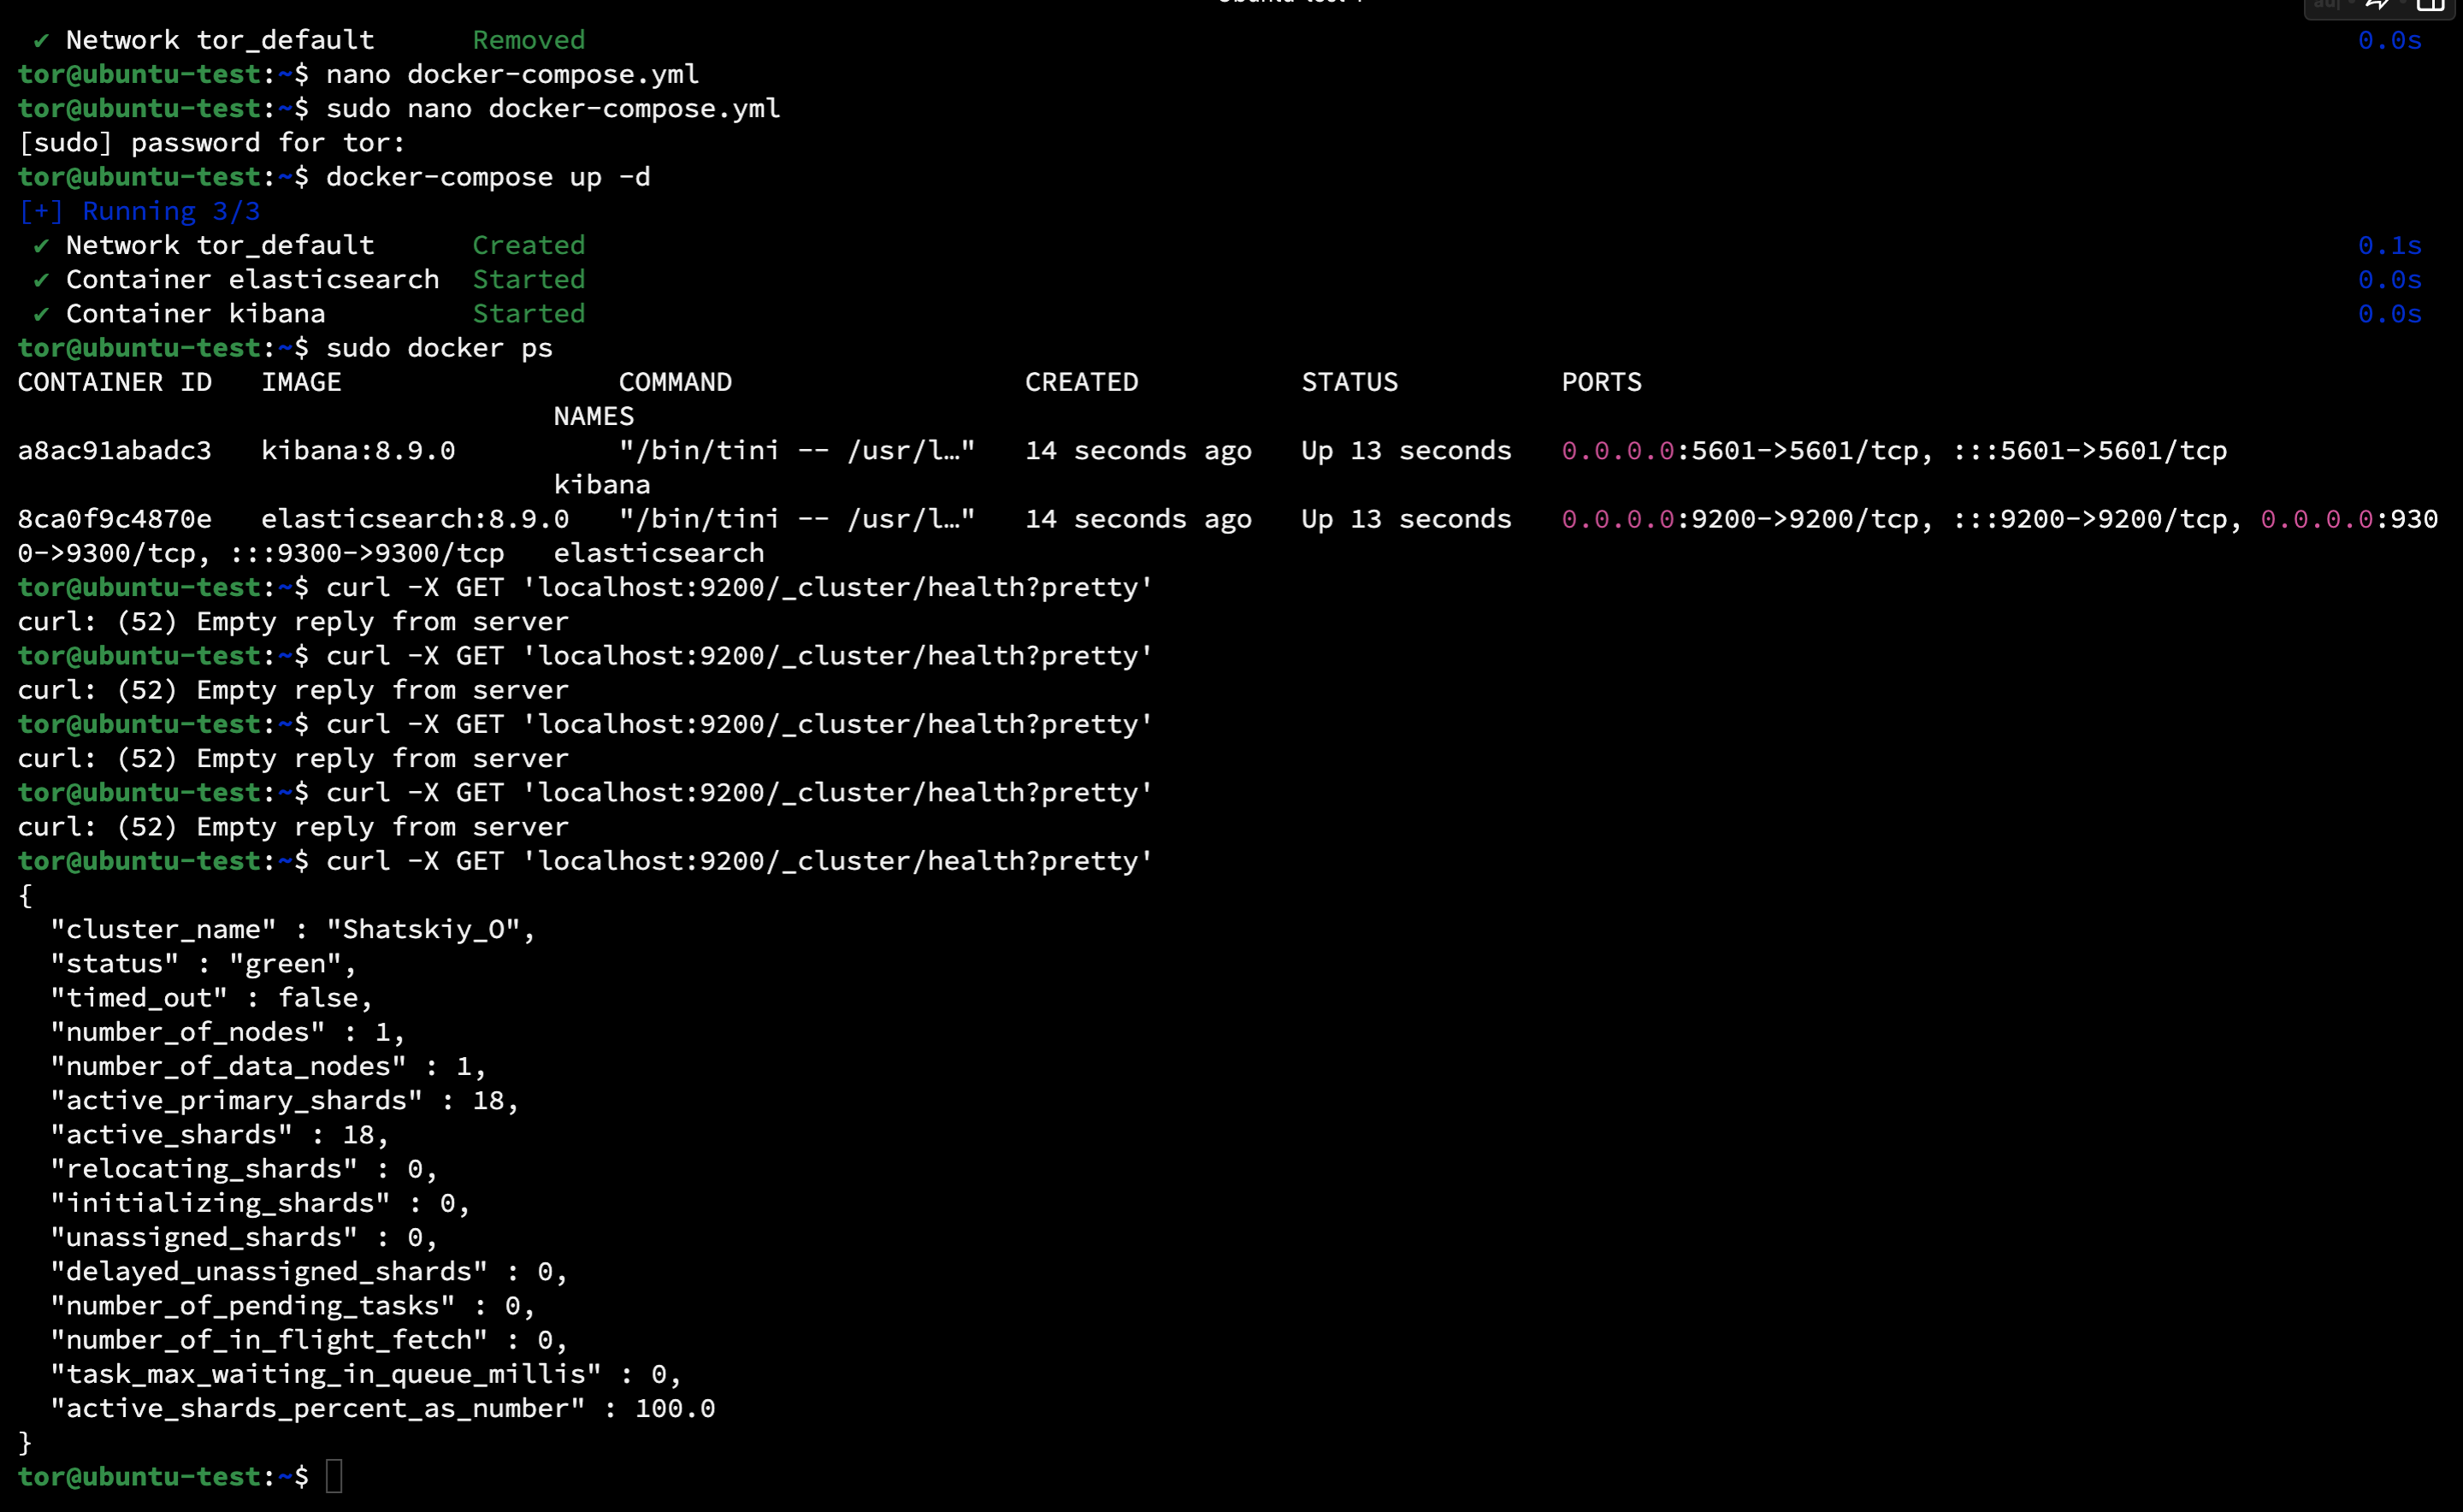 ✔ Network tor_default      Removed 0.0s
tor@ubuntu-test:~$ nano docker-compose.yml
tor@ubuntu-test:~$ sudo nano docker-compose.yml
[sudo] password for tor:
tor@ubuntu-test:~$ docker-compose up -d
[+] Running 3/3
✔ Network tor_default      Created 0.1s
✔ Container elasticsearch  Started 0.0s
✔ Container kibana         Started 0.0s
tor@ubuntu-test:~$ sudo docker ps
CONTAINER ID   IMAGE                 COMMAND                  CREATED          STATUS          PORTS
NAMES
a8ac91abadc3   kibana:8.9.0          "/bin/tini -- /usr/l…"   14 seconds ago   Up 13 seconds   0.0.0.0:5601->5601/tcp, :::5601->5601/tcp
kibana
8ca0f9c4870e   elasticsearch:8.9.0   "/bin/tini -- /usr/l…"   14 seconds ago   Up 13 seconds   0.0.0.0:9200->9200/tcp, :::9200->9200/tcp, 0.0.0.0:930
0->9300/tcp, :::9300->9300/tcp   elasticsearch
tor@ubuntu-test:~$ curl -X GET 'localhost:9200/_cluster/health?pretty'
curl: (52) Empty reply from server
tor@ubuntu-test:~$ curl -X GET 'localhost:9200/_cluster/health?pretty'
curl: (52) Empty reply from server
tor@ubuntu-test:~$ curl -X GET 'localhost:9200/_cluster/health?pretty'
curl: (52) Empty reply from server
tor@ubuntu-test:~$ curl -X GET 'localhost:9200/_cluster/health?pretty'
curl: (52) Empty reply from server
tor@ubuntu-test:~$ curl -X GET 'localhost:9200/_cluster/health?pretty'
{
  "cluster_name" : "Shatskiy_O",
  "status" : "green",
  "timed_out" : false,
  "number_of_nodes" : 1,
  "number_of_data_nodes" : 1,
  "active_primary_shards" : 18,
  "active_shards" : 18,
  "relocating_shards" : 0,
  "initializing_shards" : 0,
  "unassigned_shards" : 0,
  "delayed_unassigned_shards" : 0,
  "number_of_pending_tasks" : 0,
  "number_of_in_flight_fetch" : 0,
  "task_max_waiting_in_queue_millis" : 0,
  "active_shards_percent_as_number" : 100.0
}
tor@ubuntu-test:~$